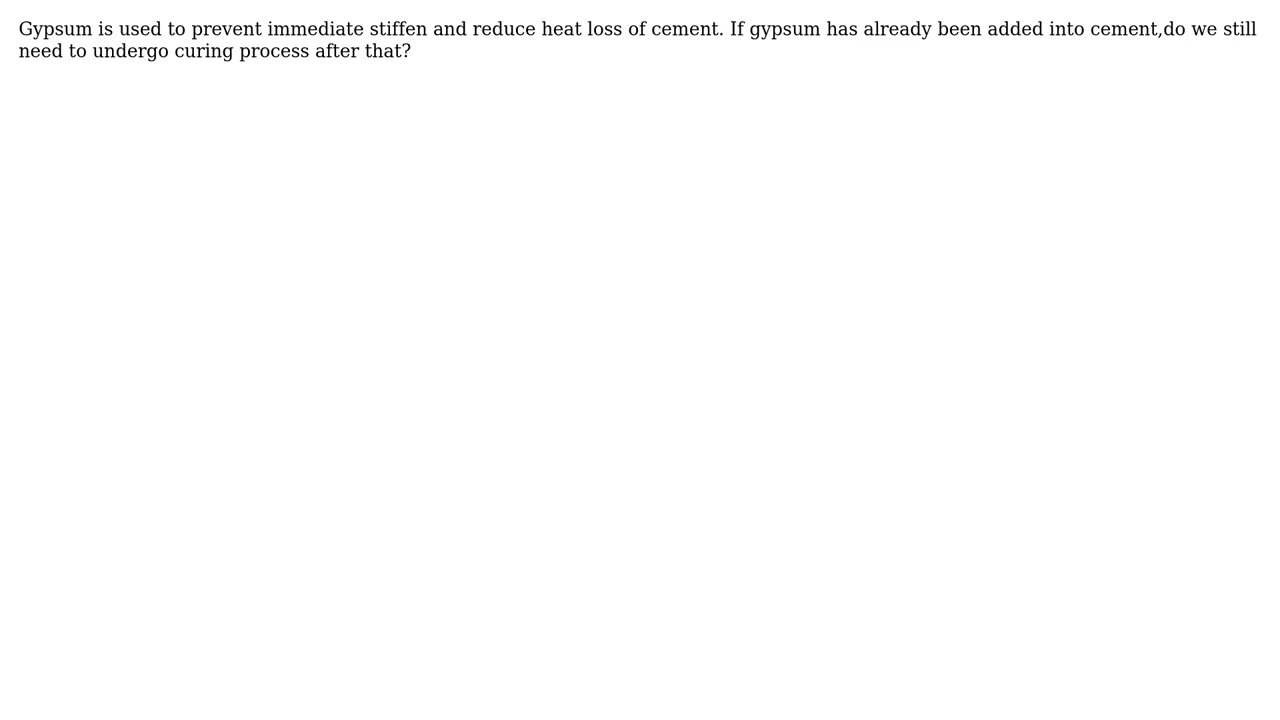 Gypsum is used to prevent immediate stiffen and reduce heat loss of cement. If gypsum has already been added into cement,do we still
need to undergo curing process after that?